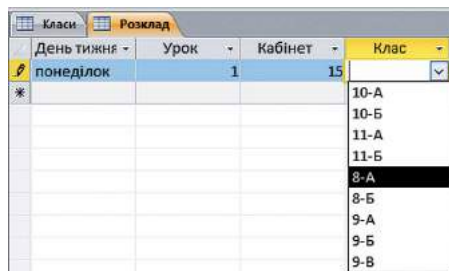 Класи Розклад
День тижня Урок Кабінет Клас
понеділок 1 15
10-А
10-Б
11-А
11-Б
8-А
8-Б
9-А
9-Б
9-В